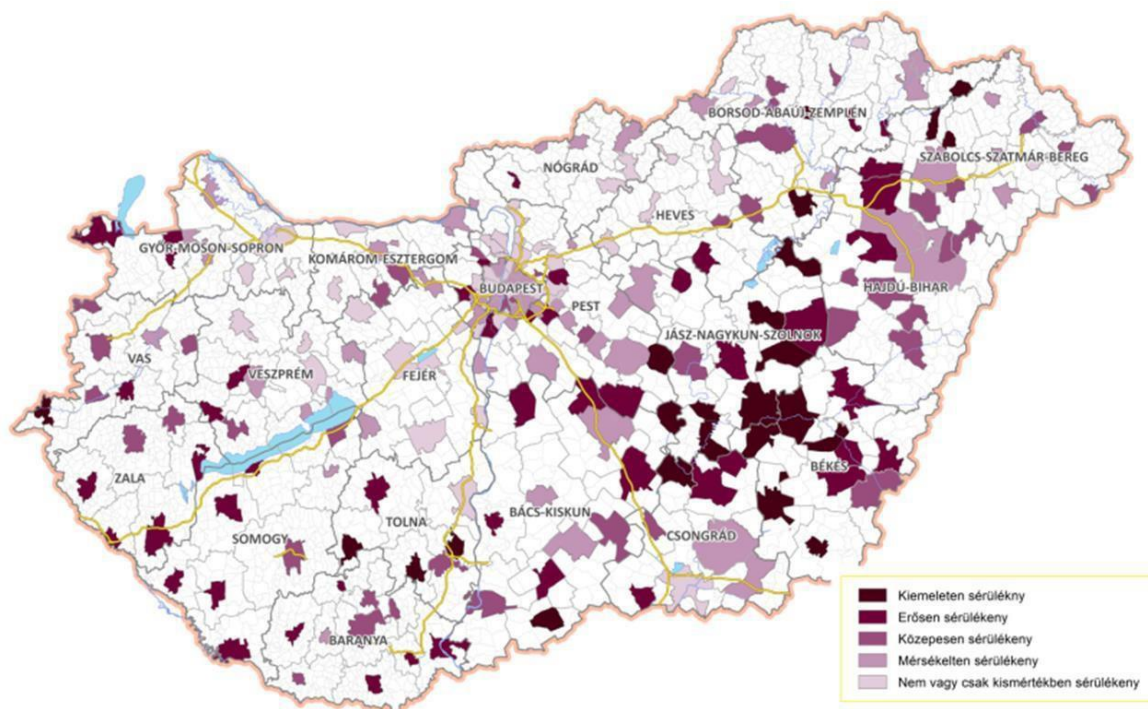 BORSOD-ABAÚJ-ZEMPLÉN
SZABOLCS-SZATMÁR-BEREG
NÓGRÁD
HEVES
GYŐR-MOSON-SOPRON
KOMÁROM-ESZTERGOM
BUDAPEST
HAJDÚ-BIHAR
PEST
JÁSZ-NAGYKUN-SZOLNOK
VAS
VESZPRÉM
FEJÉR
ZALA
BÉKÉS
TOLNA
BÁCS-KISKUN
SOMOGY
CSONGRÁD
BARANYA
Kiemeleten sérülékny
Erősen sérülékeny
Közepesen sérülékeny
Mérsékelten sérülékeny
Nem vagy csak kismértékben sérülékeny